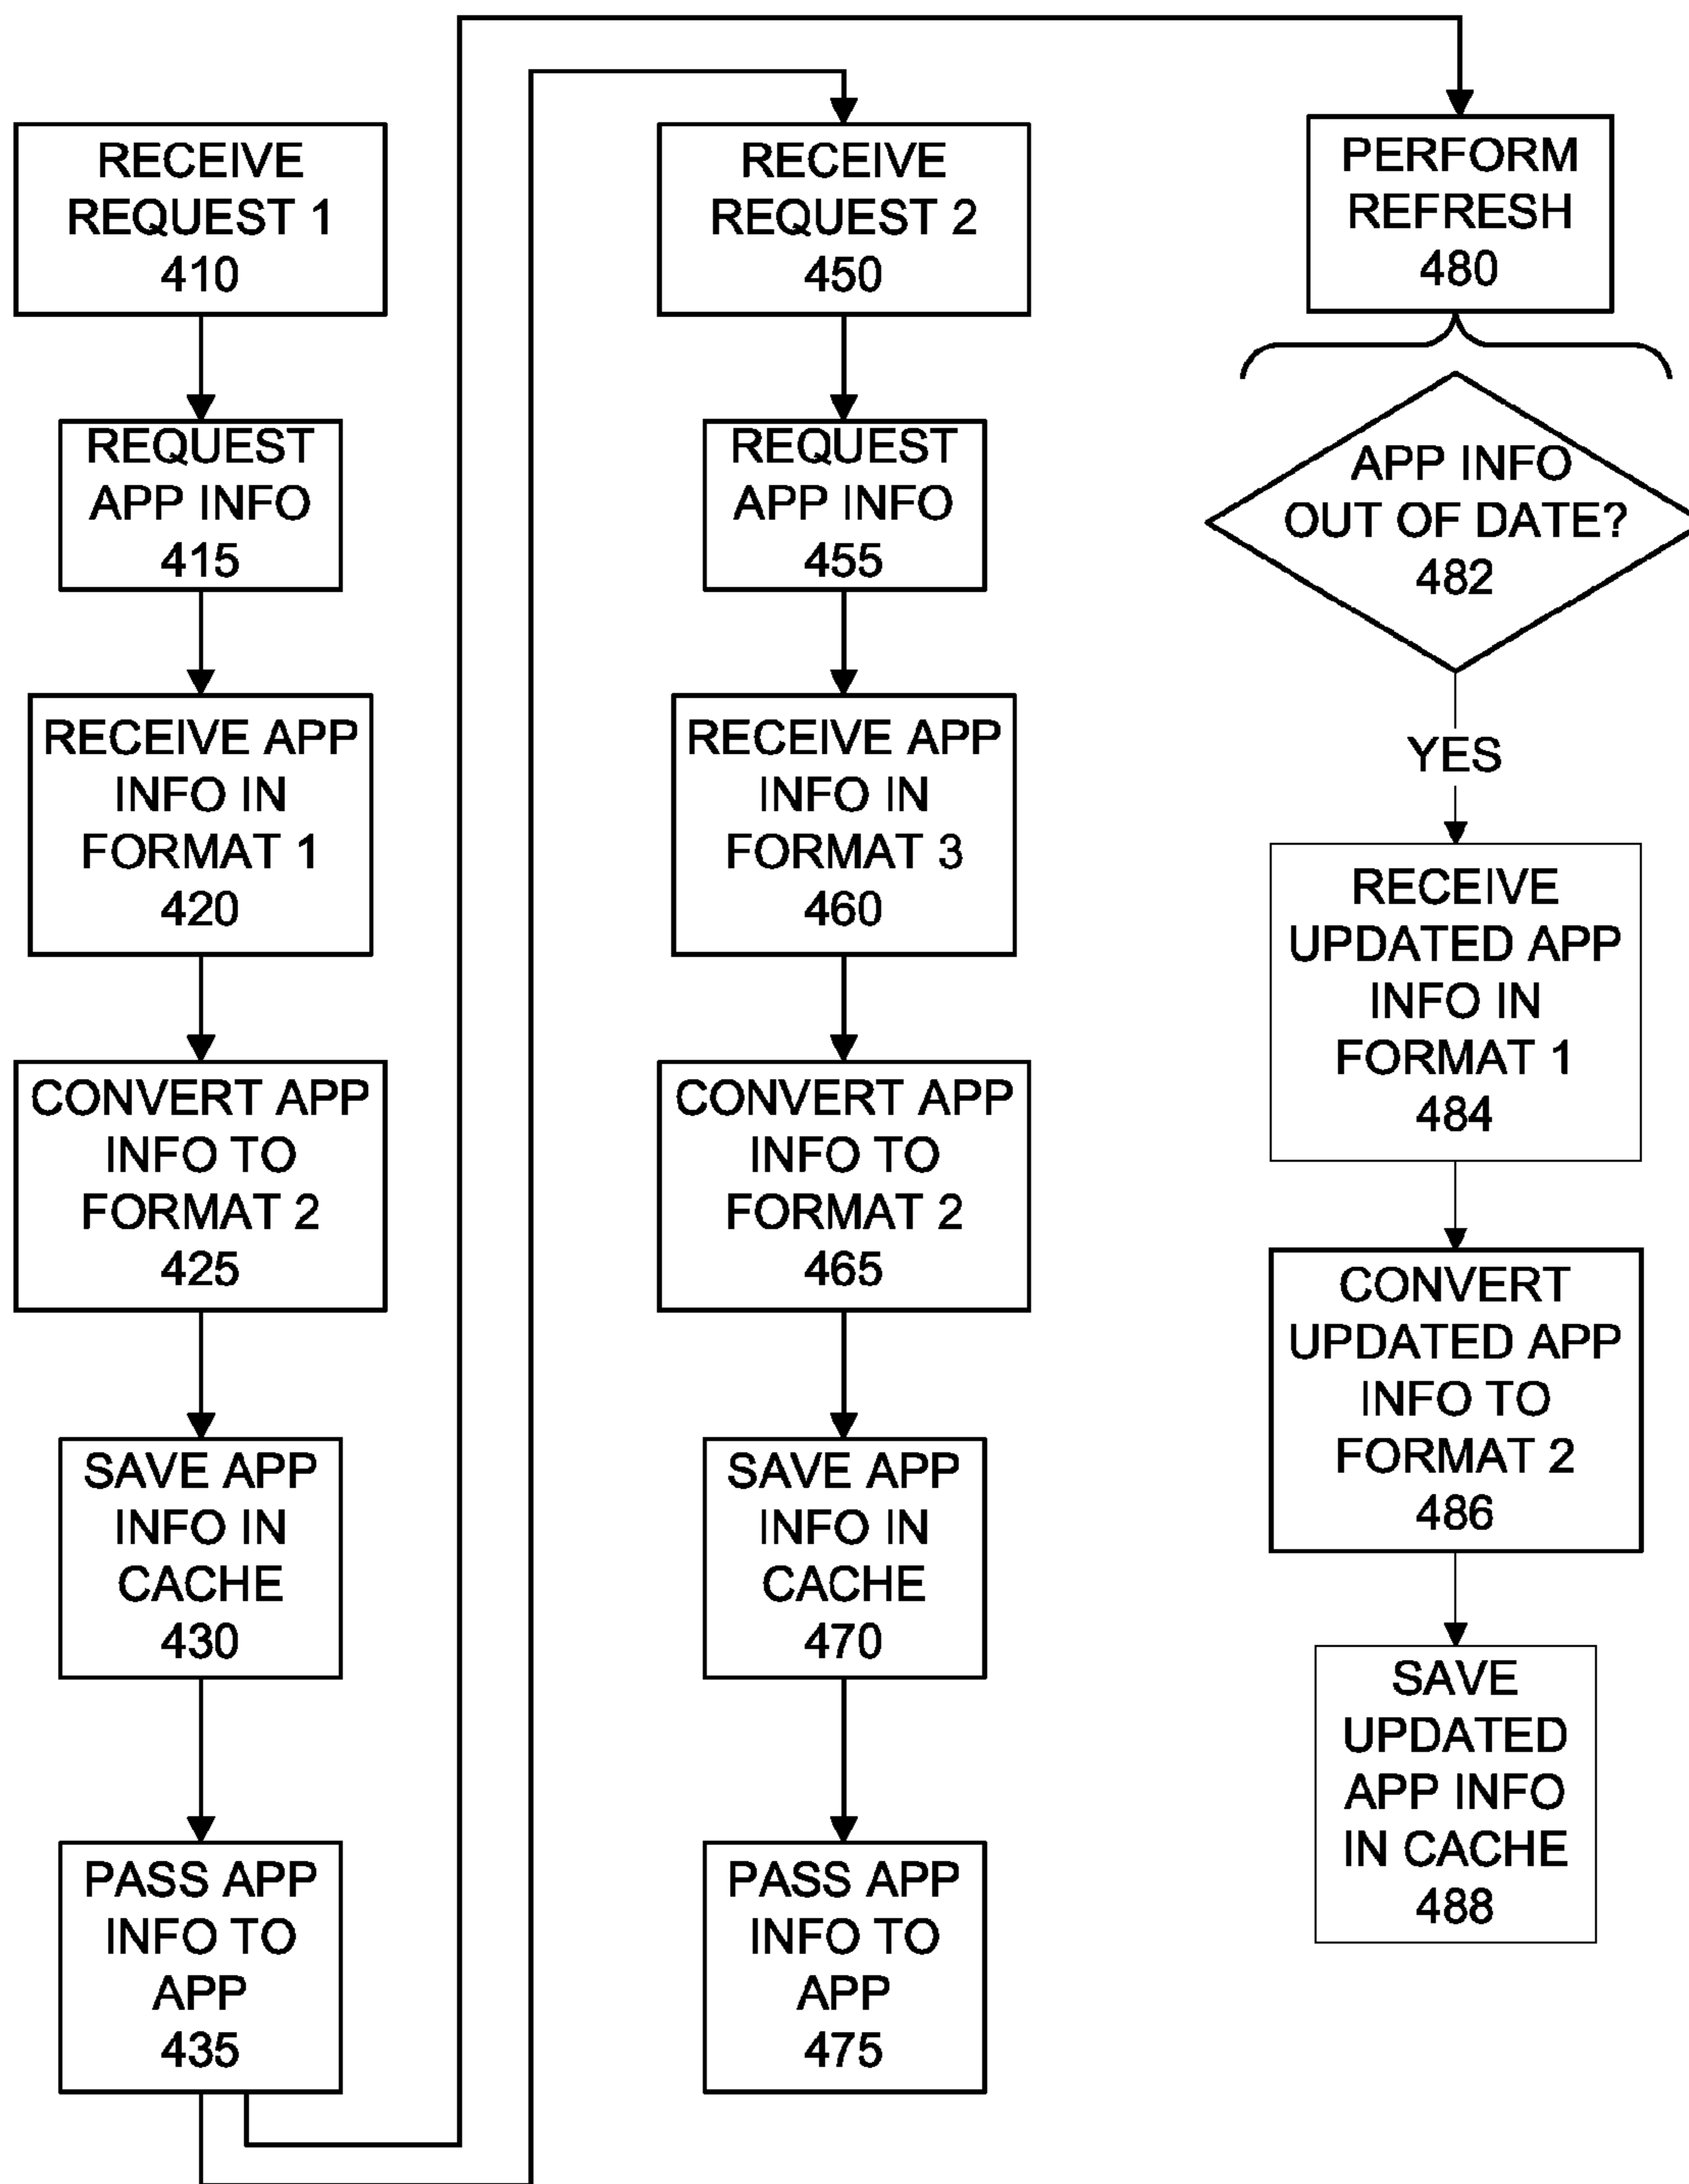 RECEIVE
REQUEST 1
410
REQUEST
APP INFO
415
RECEIVE APP
INFO IN
FORMAT 1
420
CONVERT APP
INFO TO
FORMAT 2
425
SAVE APP
INFO IN
CACHE
430
PASS APP
INFO TO
APP
435
RECEIVE
REQUEST 2
450
REQUEST
APP INFO
455
RECEIVE APP
INFO IN
FORMAT 3
460
CONVERT APP
INFO TO
FORMAT 2
465
SAVE APP
INFO IN
CACHE
470
PASS APP
INFO TO
APP
475
PERFORM
REFRESH
480
APP INFO
OUT OF DATE?
482
YES
RECEIVE
UPDATED APP
INFO IN
FORMAT 1
484
CONVERT
UPDATED APP
INFO TO
FORMAT 2
486
SAVE
UPDATED
APP INFO
IN CACHE
488